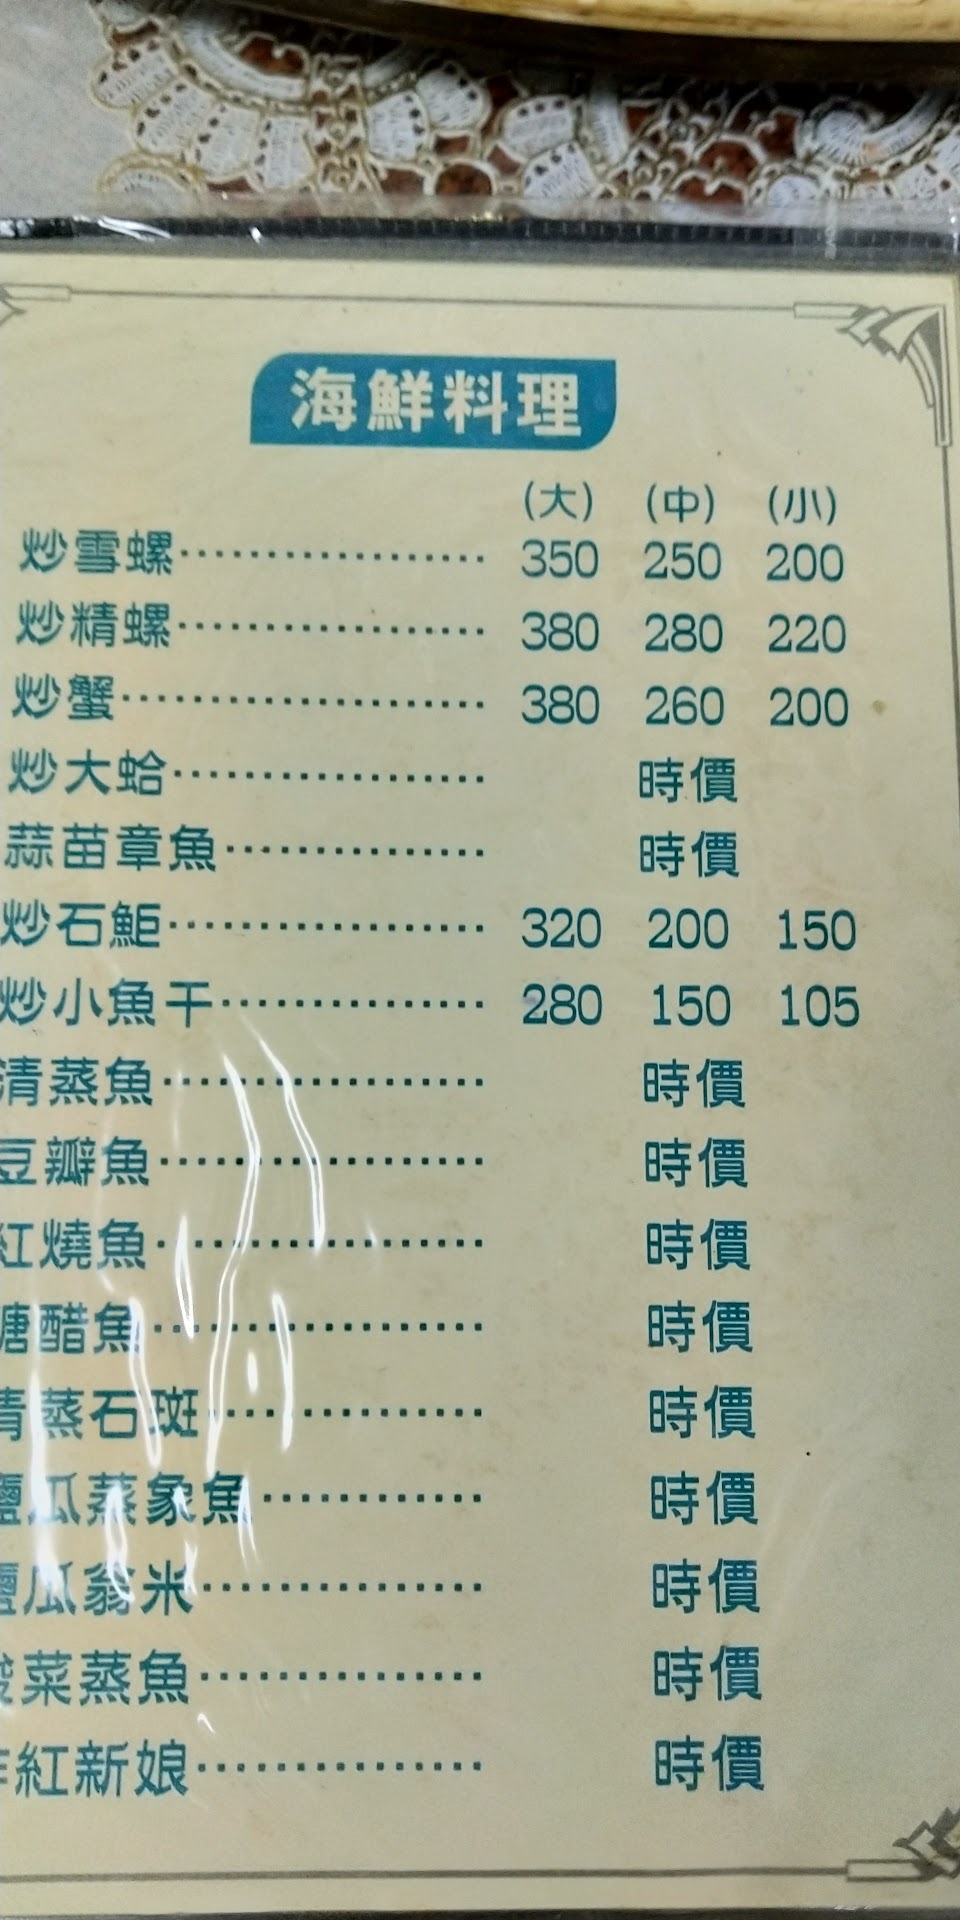 海鮮料理
(大) (中) (小)
炒雪螺 350 250 200
炒精螺 380 280 220
炒蟹 380 260 200
炒大蛤 時價
蒜苗章魚 時價
炒石鮔 320 200 150
炒小魚干 280 150 105
清蒸魚 時價
豆瓣魚 時價
紅燒魚 時價
糖醋魚 時價
清蒸石斑 時價
鹽瓜蒸象魚 時價
鹽瓜翁米 時價
酸菜蒸魚 時價
炸紅新娘 時價